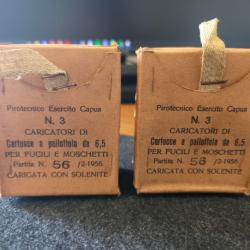 Pirotecnico Esercito Capua
N. 3
CARICATORI DI
Cartucce a pallottola da 6,5
PER FUCILI E MOSCHETTI
Partita N. 56 /2-1956
CARICATA CON SOLENITE
Pirotecnico Esercito Capua
N. 3
CARICATORI DI
Cartucce a pallottola da 6,5
PER FUCILI E MOSCHETTI
Partita N. 56 /2-1956
CARICATA CON SOLENITE